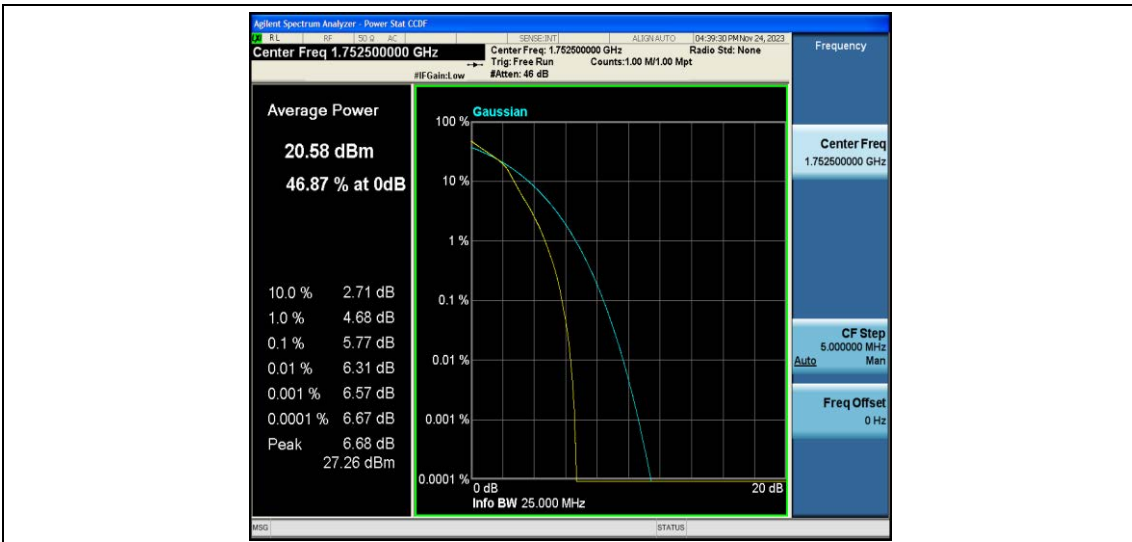 Agilent Spectrum Analyzer - Power Stat CCDF
RL RF 50 Ω AC SENSE:INT ALIGN AUTO 04:39:30 PM Nov 24, 2023
Center Freq 1.752500000 GHz
Center Freq: 1.752500000 GHz Radio Std: None
Trig: Free Run Counts:1.00 M/1.00 Mpt
#IFGain:Low #Atten: 46 dB
Frequency
Average Power
20.58 dBm
46.87 % at 0dB
10.0 % 2.71 dB
1.0 % 4.68 dB
0.1 % 5.77 dB
0.01 % 6.31 dB
0.001 % 6.57 dB
0.0001 % 6.67 dB
Peak 6.68 dB
27.26 dBm
Gaussian
100 %
10 %
1 %
0.1 %
0.01 %
0.001 %
0.0001 %
0 dB 20 dB
Info BW 25.000 MHz
Center Freq
1.752500000 GHz
CF Step
5.000000 MHz
Auto Man
Freq Offset
0 Hz
MSG STATUS